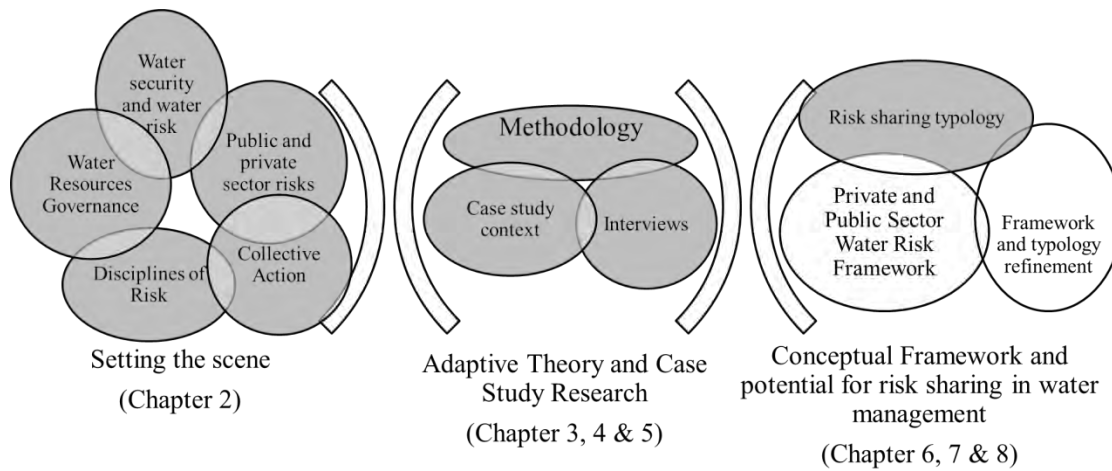 Water
security and
water
risk
Public and
private
sector risks
Water
Resources
Governance
Collective
Action
Disciplines of
Risk
Setting the scene
(Chapter 2)
Methodology
Case study
context
Interviews
Adaptive Theory and Case
Study Research
(Chapter 3, 4 & 5)
Risk sharing typology
Private and
Public Sector
Water Risk
Framework
Framework
and typology
refinement
Conceptual Framework and
potential for risk sharing in water
management
(Chapter 6, 7 & 8)